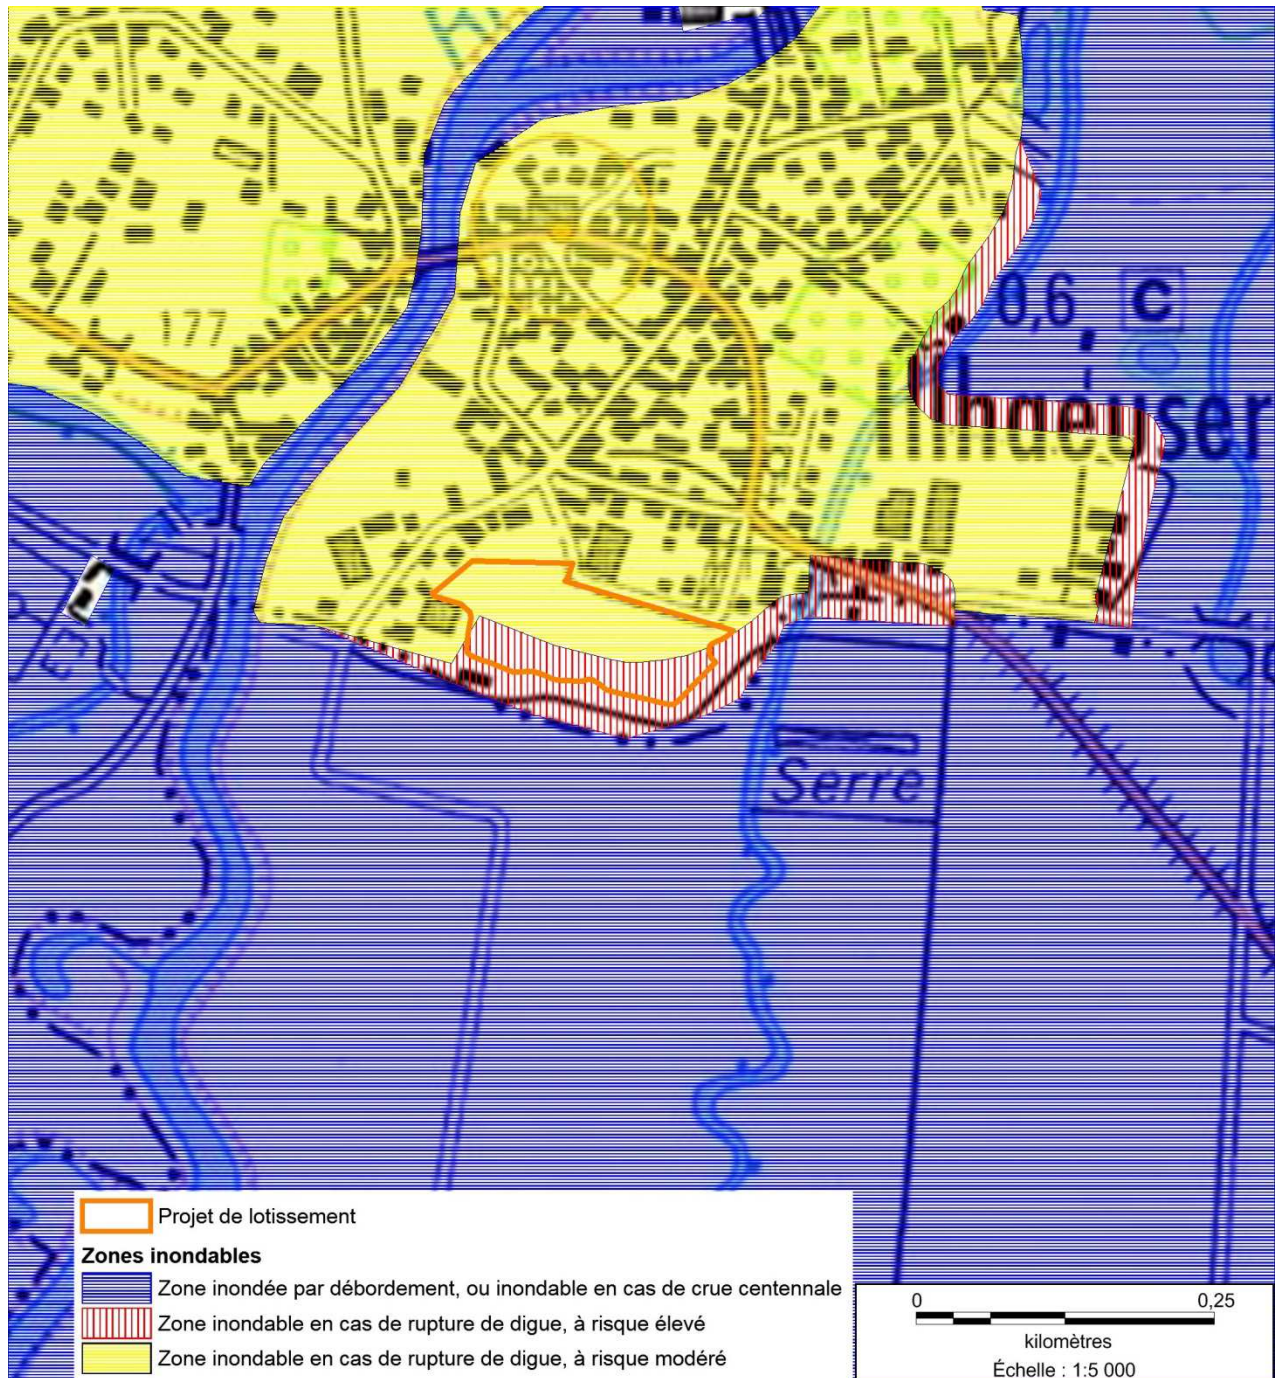 177
0,6
C
Serre
Projet de lotissement
Zones inondables
Zone inondée par débordement, ou inondable en cas de crue centennale
Zone inondable en cas de rupture de digue, à risque élevé
Zone inondable en cas de rupture de digue, à risque modéré
0 0,25
kilomètres
Échelle : 1:5 000